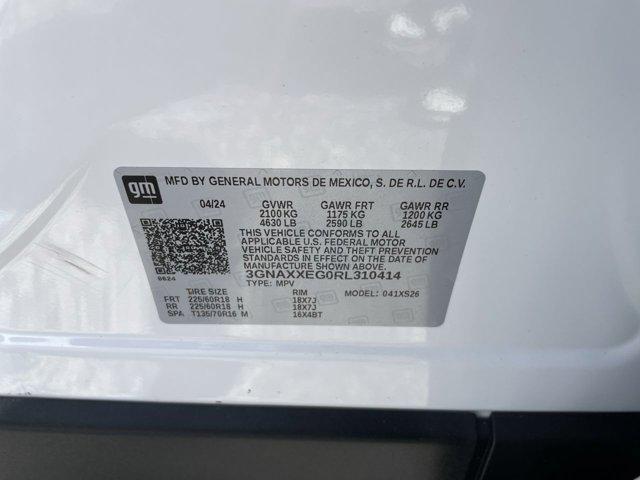 gm
MFD BY GENERAL MOTORS DE MEXICO, S. DE R.L. DE C.V.
04/24 GVWR GAWR FRT GAWR RR
2100 KG 1175 KG 1200 KG
4630 LB 2590 LB 2645 LB
THIS VEHICLE CONFORMS TO ALL
APPLICABLE U.S. FEDERAL MOTOR
VEHICLE SAFETY AND THEFT PREVENTION
STANDARDS IN EFFECT ON THE DATE OF
MANUFACTURE SHOWN ABOVE.
3GNAXXEG0RL310414
TYPE: MPV
8624
TIRE SIZE RIM MODEL: 041XS26
FRT 225/60R18 H 18X7J
RR 225/60R18 H 18X7J
SPA T135/70R16 M 16X4BT